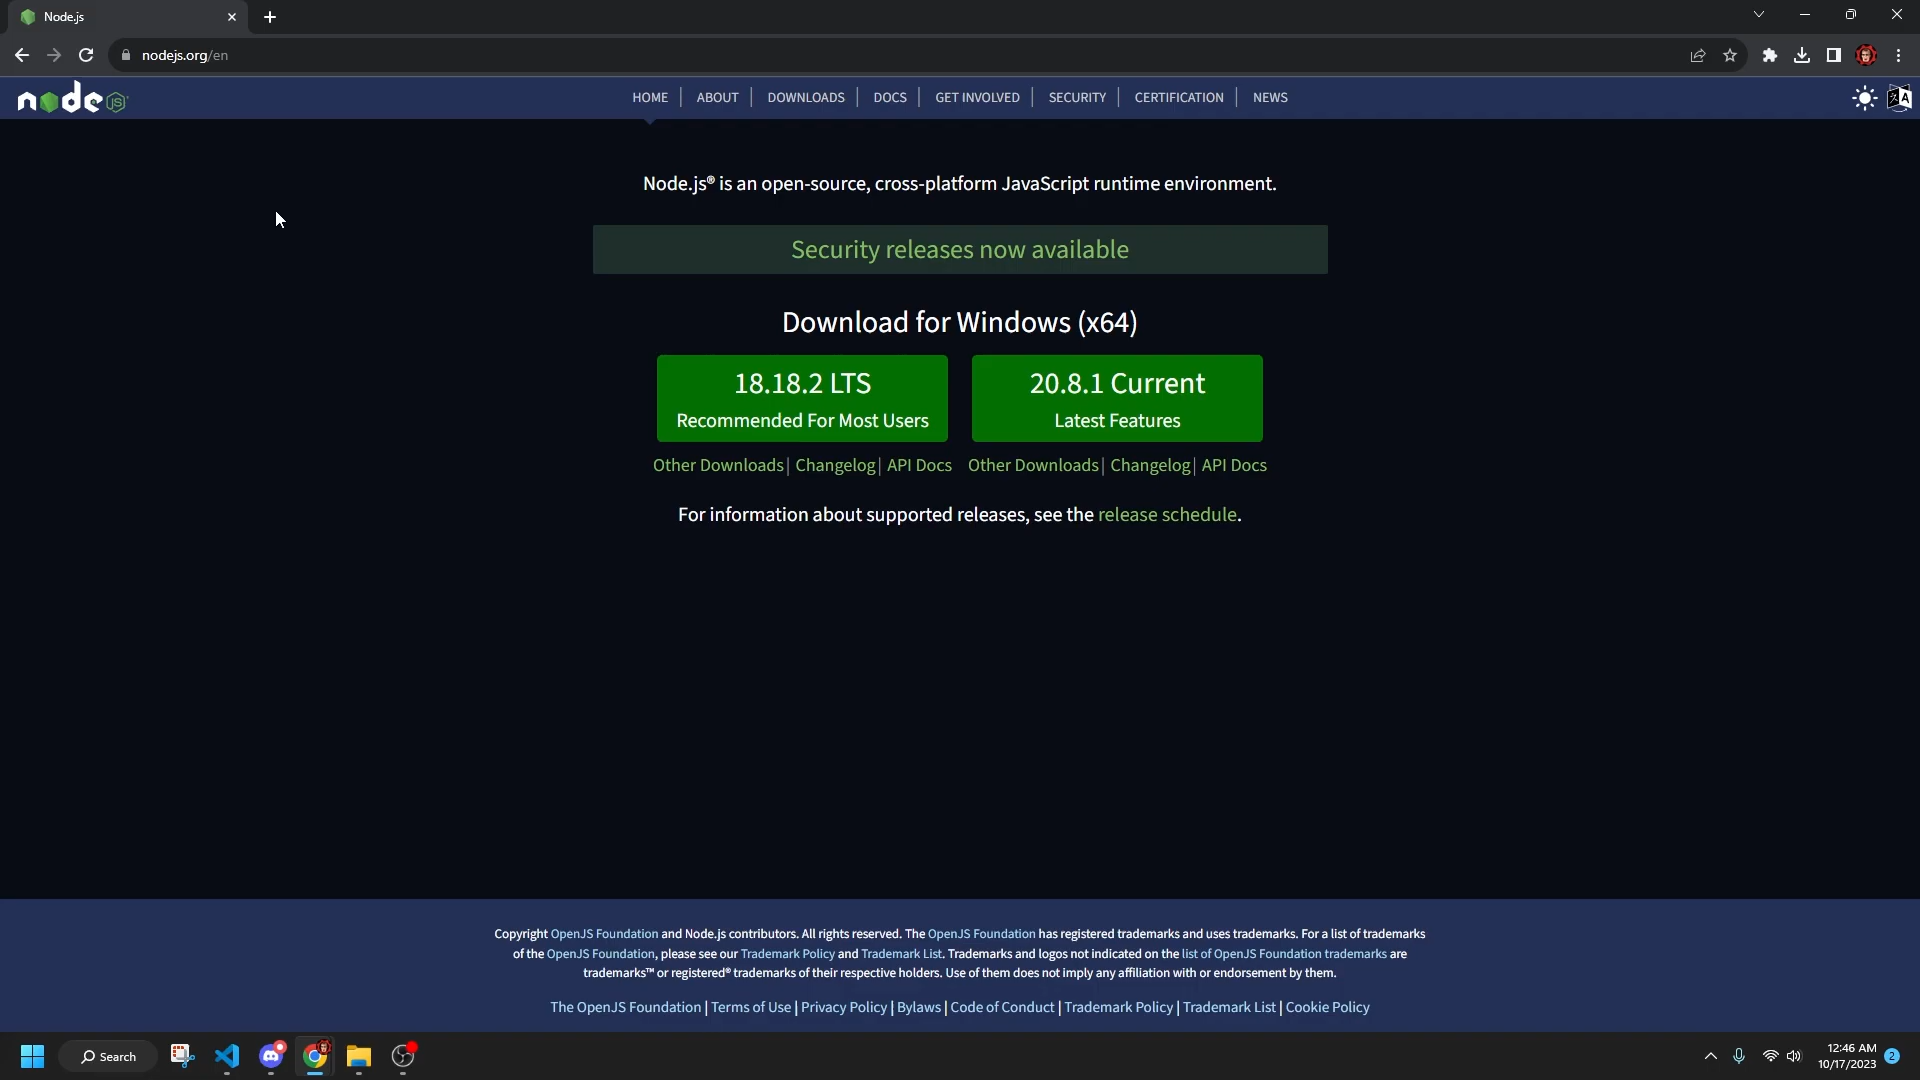 Node.js
nodejs.org/en
node JS
HOME | ABOUT | DOWNLOADS | DOCS | GET INVOLVED | SECURITY | CERTIFICATION | NEWS
Node.js® is an open-source, cross-platform JavaScript runtime environment.
Security releases now available
Download for Windows (x64)
18.18.2 LTS
Recommended For Most Users
20.8.1 Current
Latest Features
Other Downloads | Changelog | API Docs
Other Downloads | Changelog | API Docs
For information about supported releases, see the release schedule.
Copyright OpenJS Foundation and Node.js contributors. All rights reserved. The OpenJS Foundation has registered trademarks and uses trademarks. For a list of trademarks
of the OpenJS Foundation, please see our Trademark Policy and Trademark List. Trademarks and logos not indicated on the list of OpenJS Foundation trademarks are
trademarks™ or registered® trademarks of their respective holders. Use of them does not imply any affiliation with or endorsement by them.
The OpenJS Foundation | Terms of Use | Privacy Policy | Bylaws | Code of Conduct | Trademark Policy | Trademark List | Cookie Policy
Search
12:46 AM
10/17/2023
2